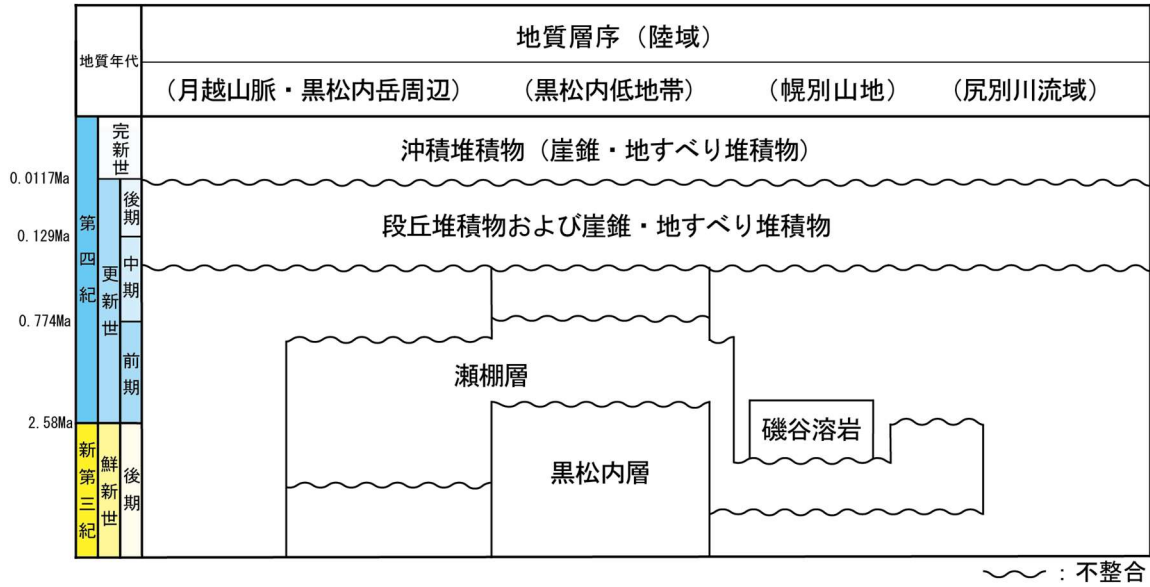 地質年代
地質層序（陸域）
（月越山脈・黒松内岳周辺）
（黒松内低地帯）
（幌別山地）
（尻別川流域）
完新世
沖積堆積物（崖錐・地すべり堆積物）
0.0117Ma
第四紀
更新世
後期
段丘堆積物および崖錐・地すべり堆積物
0.129Ma
中期
0.774Ma
前期
瀬棚層
2.58Ma
磯谷溶岩
新第三紀
鮮新世
後期
黒松内層
：不整合